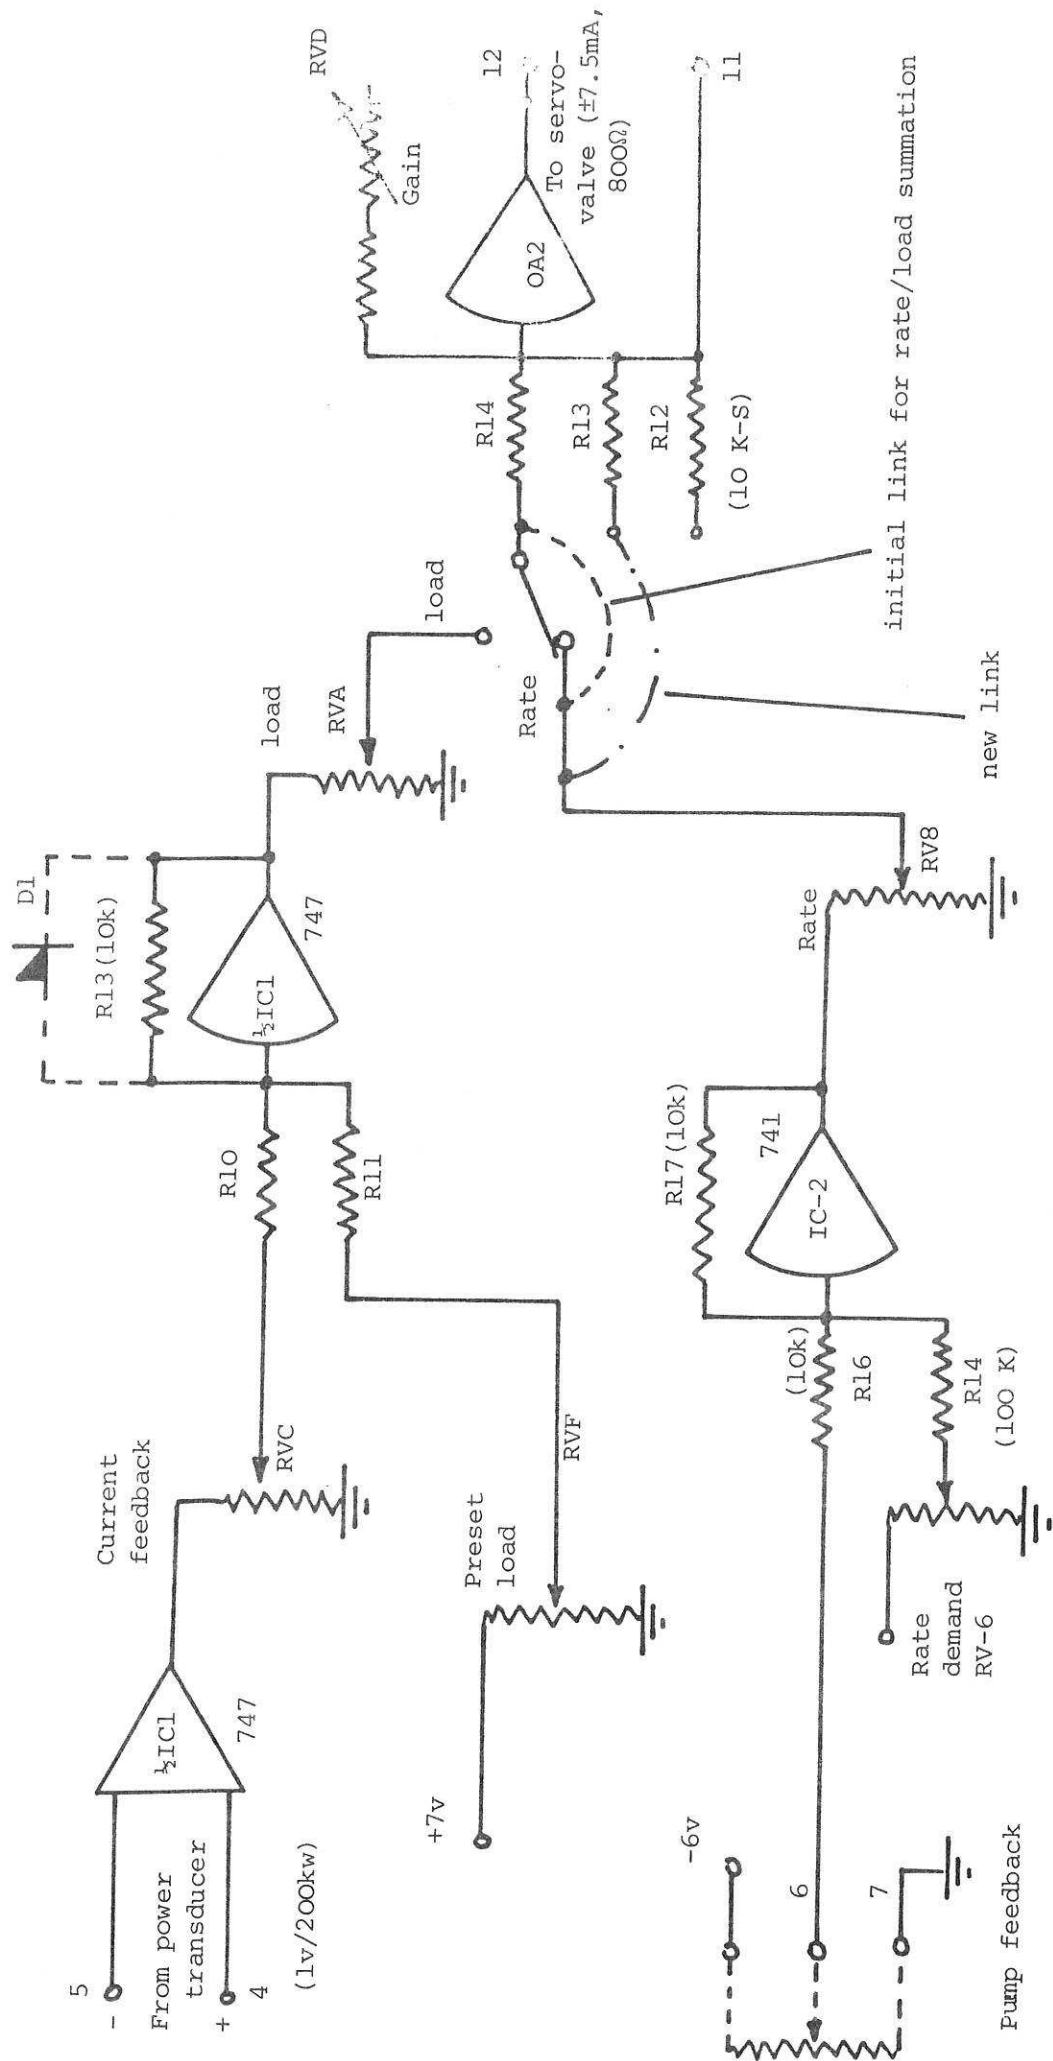 5
-
From power
transducer
+
4
(1v/200kw)
½IC1
747
Current
feedback
RVC
R10
R11
D1
R13(10k)
½IC1
747
load
RVA
load
Rate
+7v
Preset
load
RVF
R14
R13
R12
(10 K-S)
RVD
Gain
OA2
12
To servo-
valve (±7.5mA,
800Ω)
11
initial link for rate/load summation
new link
-6v
6
7
Pump feedback
Rate
demand
RV-6
(10k)
R16
R14
(100 K)
R17(10k)
741
IC-2
Rate
RV8